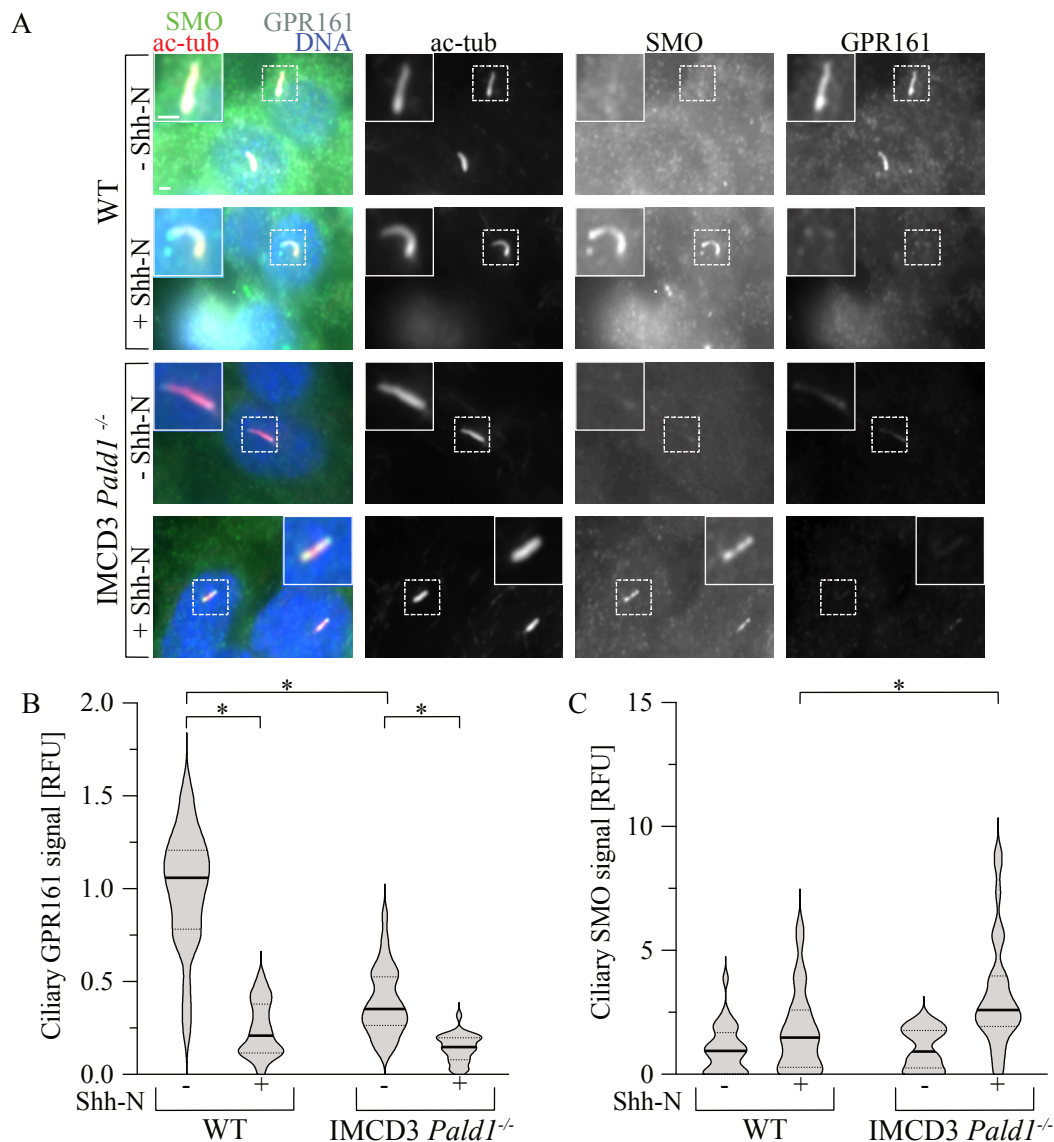 A
SMO GPR161
ac-tub DNA
ac-tub
SMO
GPR161
WT
- Shh-N
+ Shh-N
IMCD3 Pald1 -/-
- Shh-N
+ Shh-N
B
Ciliary GPR161 signal [RFU]
2.0
1.5
1.0
0.5
0.0
*
*
*
Shh-N - + - +
WT IMCD3 Pald1-/-
C
Ciliary SMO signal [RFU]
15
10
5
0
*
Shh-N - + - +
WT IMCD3 Pald1-/-